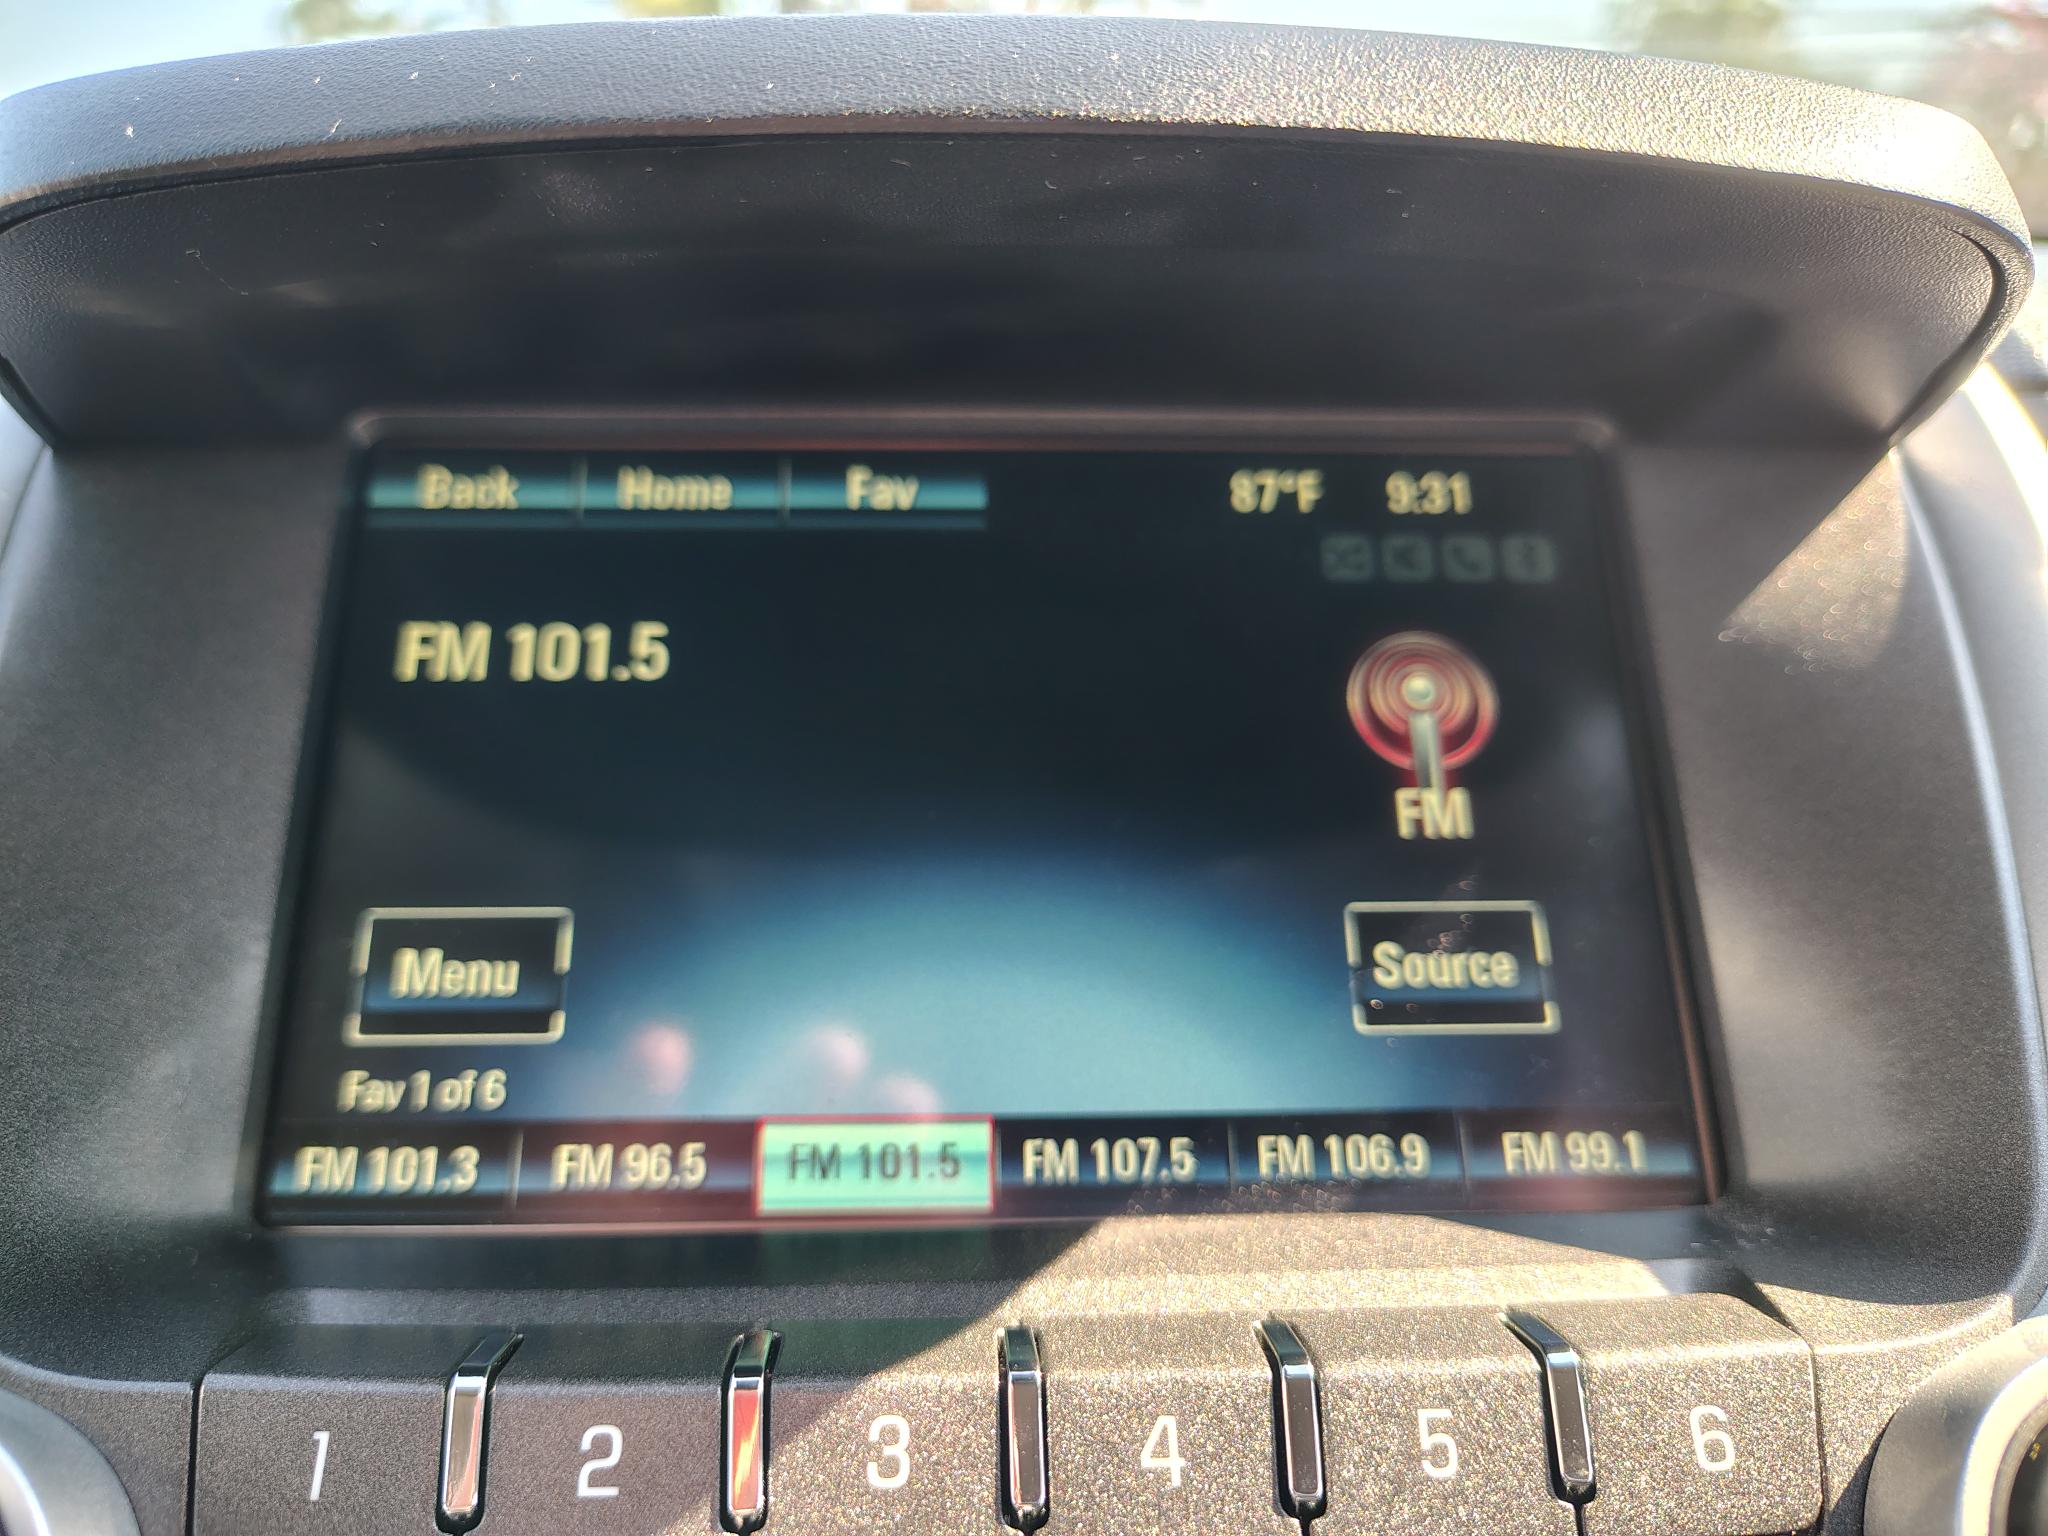 Back Home Fav 87°F 9:31
FM 101.5
FM
Menu Source
Fav 1 of 6
FM 101.3 FM 96.5 FM 101.5 FM 107.5 FM 106.9 FM 99.1
1 2 3 4 5 6